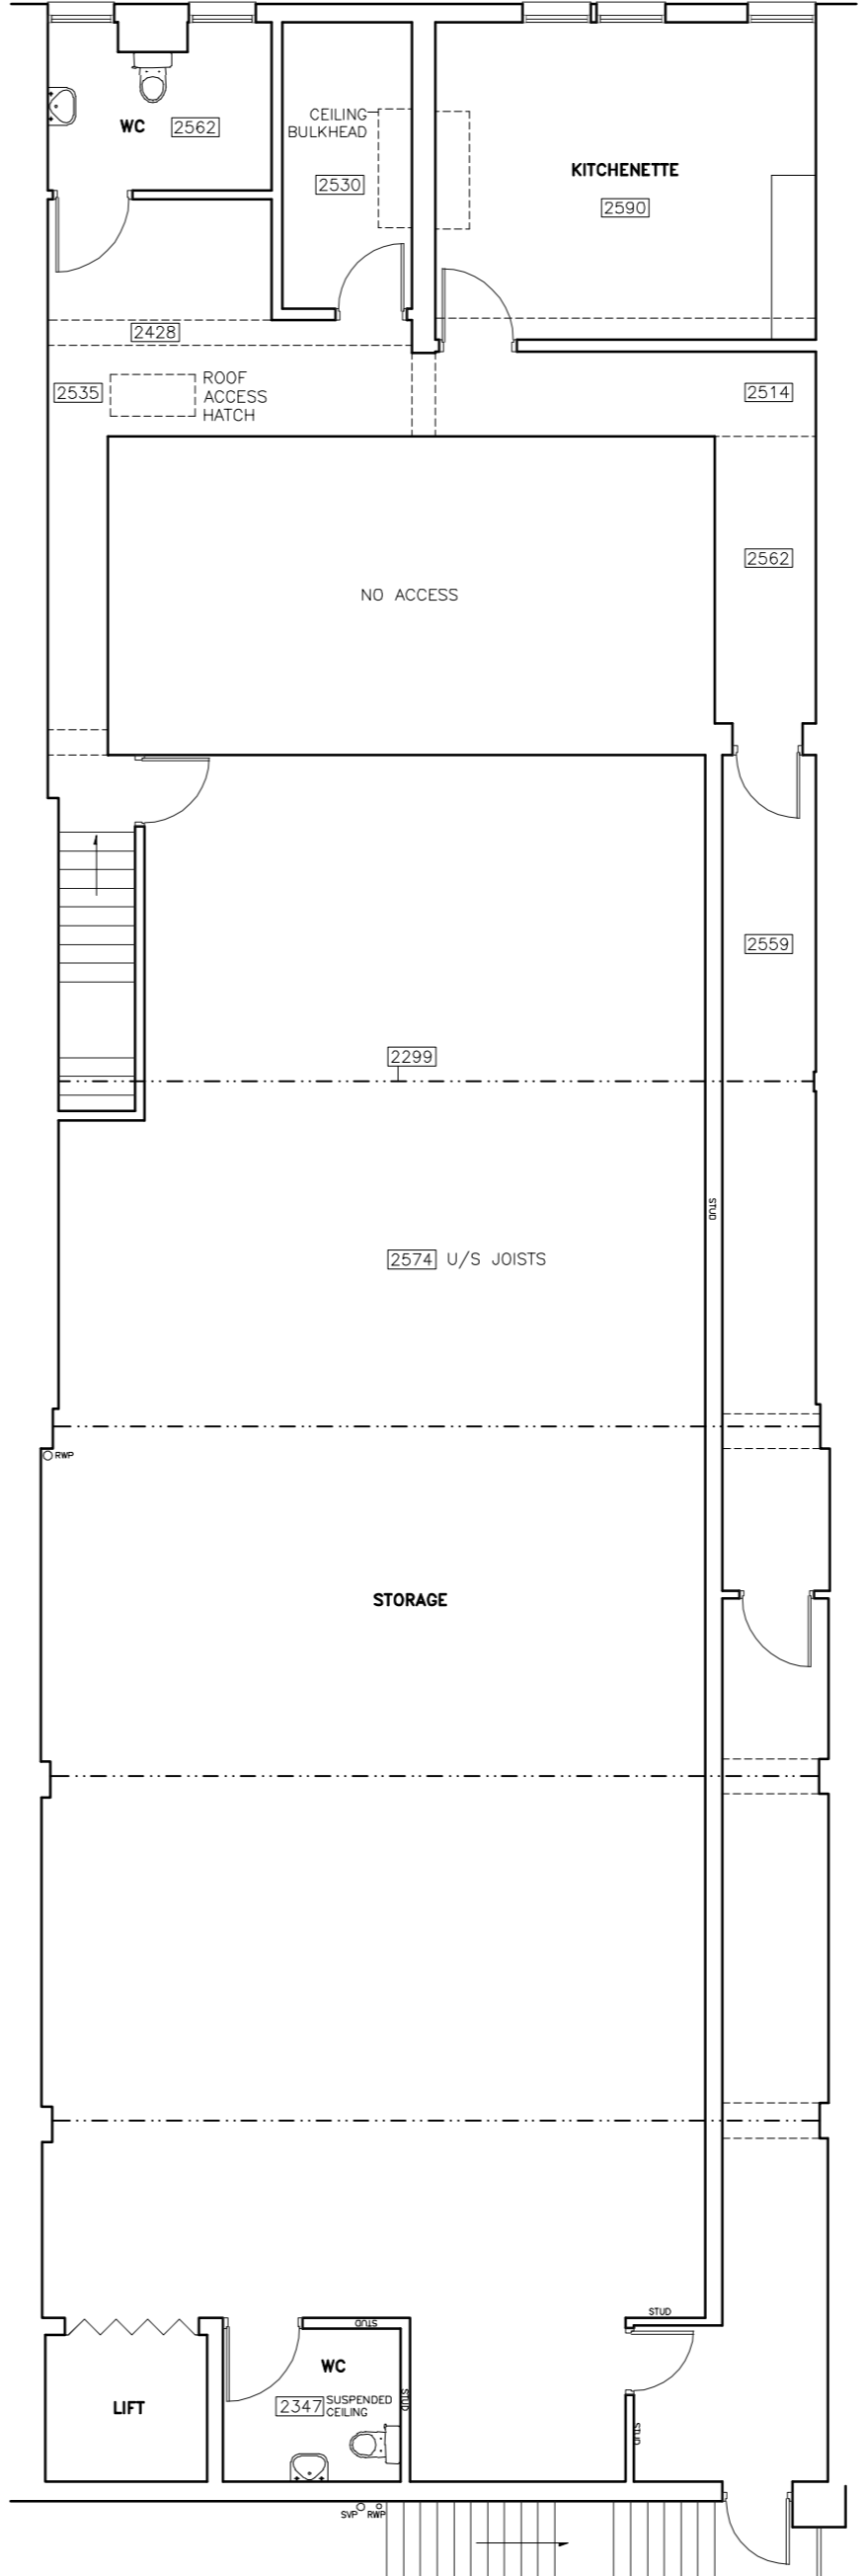 WC 2562
CEILING
BULKHEAD
2530
KITCHENETTE
2590
2428
2535
ROOF
ACCESS
HATCH
2514
NO ACCESS
2562
2559
2299
STUD
2574 U/S JOISTS
RWP
STORAGE
STUD
STUD
WC
2347 SUSPENDED
CEILING
STUD
LIFT
STUD
SVP RWP